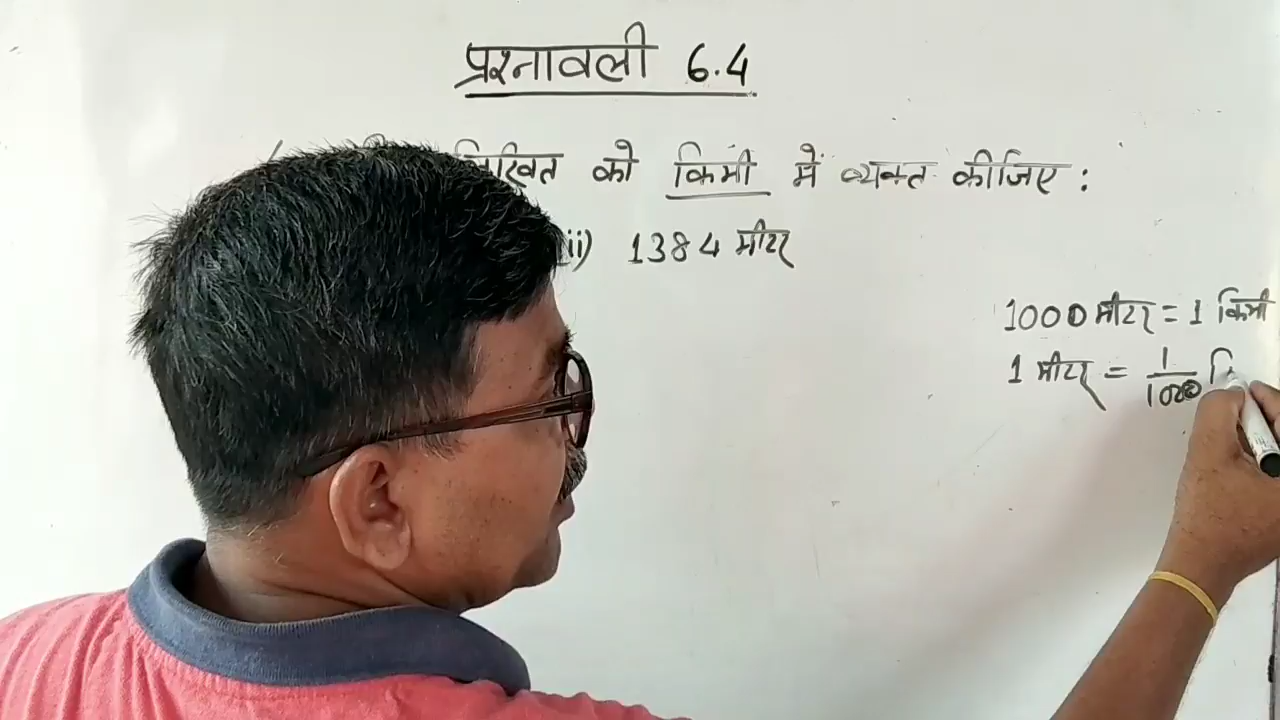 प्रश्नावली 6.4
को किमी में व्यक्त कीजिए :
ii) 1384 मीटर
1000 मीटर = 1 किमी
1 मीटर = 1/1000